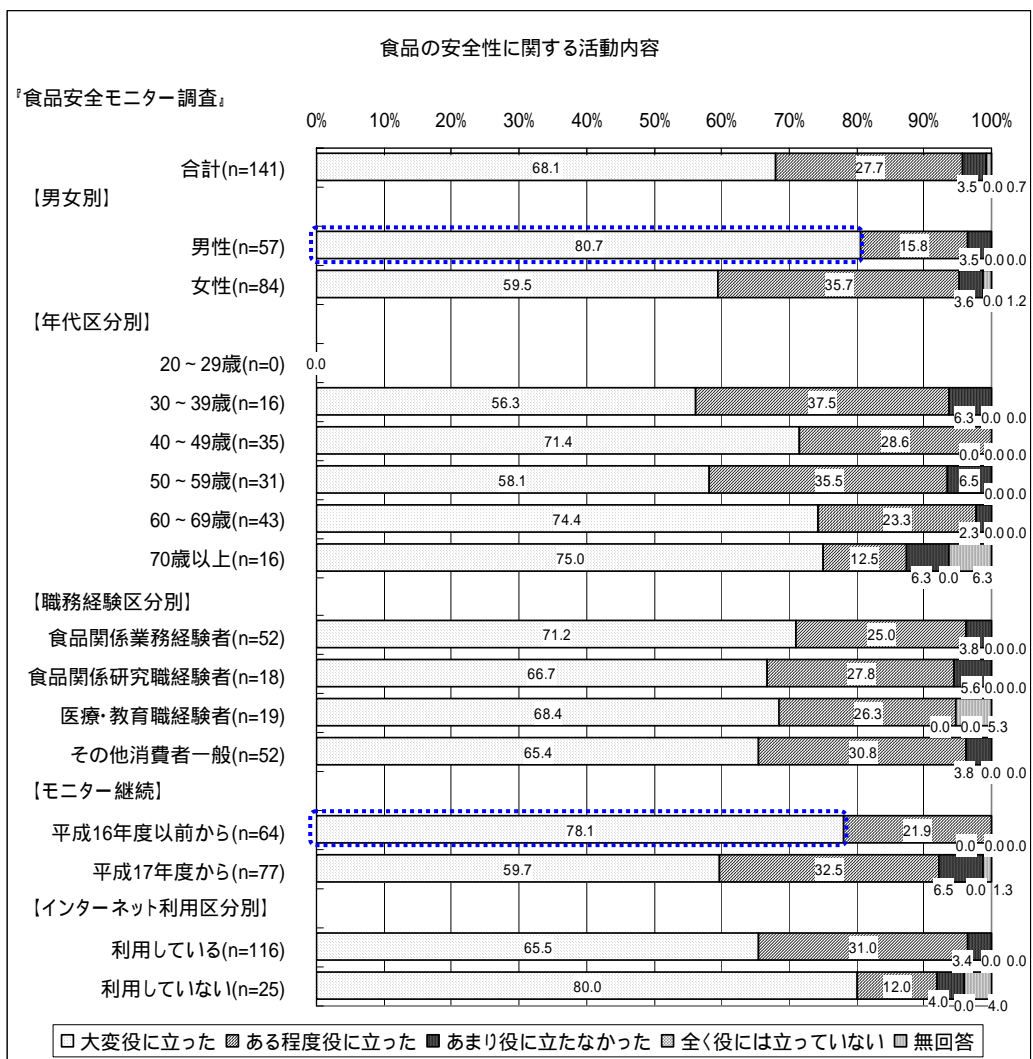 食品の安全性に関する活動内容
『食品安全モニター調査』
0% 10% 20% 30% 40% 50% 60% 70% 80% 90% 100%
合計(n=141) 68.1 27.7 3.5 0.0 0.7
【男女別】
男性(n=57) 80.7 15.8 3.5 0.0 0.0
女性(n=84) 59.5 35.7 3.6 0.0 1.2
【年代区分別】
20~29歳(n=0) 0.0
30~39歳(n=16) 56.3 37.5 6.3 0.0 0.0
40~49歳(n=35) 71.4 28.6 0.0 0.0 0.0
50~59歳(n=31) 58.1 35.5 6.5 0.0 0.0
60~69歳(n=43) 74.4 23.3 2.3 0.0 0.0
70歳以上(n=16) 75.0 12.5 6.3 0.0 6.3
【職務経験区分別】
食品関係業務経験者(n=52) 71.2 25.0 3.8 0.0 0.0
食品関係研究職経験者(n=18) 66.7 27.8 5.6 0.0 0.0
医療・教育職経験者(n=19) 68.4 26.3 0.0 0.0 5.3
その他消費者一般(n=52) 65.4 30.8 3.8 0.0 0.0
【モニター継続】
平成16年度以前から(n=64) 78.1 21.9 0.0 0.0 0.0
平成17年度から(n=77) 59.7 32.5 6.5 0.0 1.3
【インターネット利用区分別】
利用している(n=116) 65.5 31.0 3.4 0.0 0.0
利用していない(n=25) 80.0 12.0 4.0 0.0 4.0
大変役に立った ある程度役に立った あまり役に立たなかった 全く役には立っていない 無回答